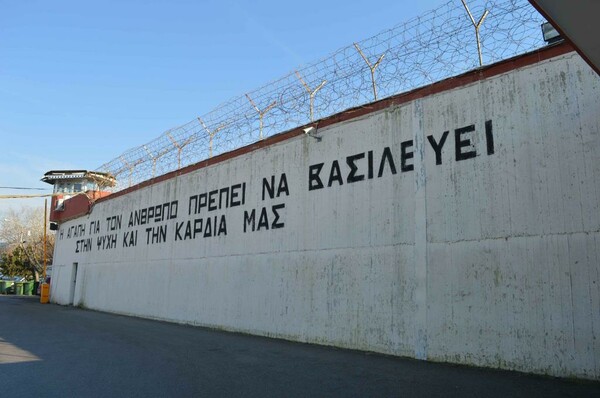 Η ΑΓΑΠΗ ΓΙΑ ΤΟΝ ΑΝΘΡΩΠΟ ΠΡΕΠΕΙ ΝΑ ΒΑΣΙΛΕΥΕΙ
ΣΤΗΝ ΨΥΧΗ ΚΑΙ ΤΗΝ ΚΑΡΔΙΑ ΜΑΣ